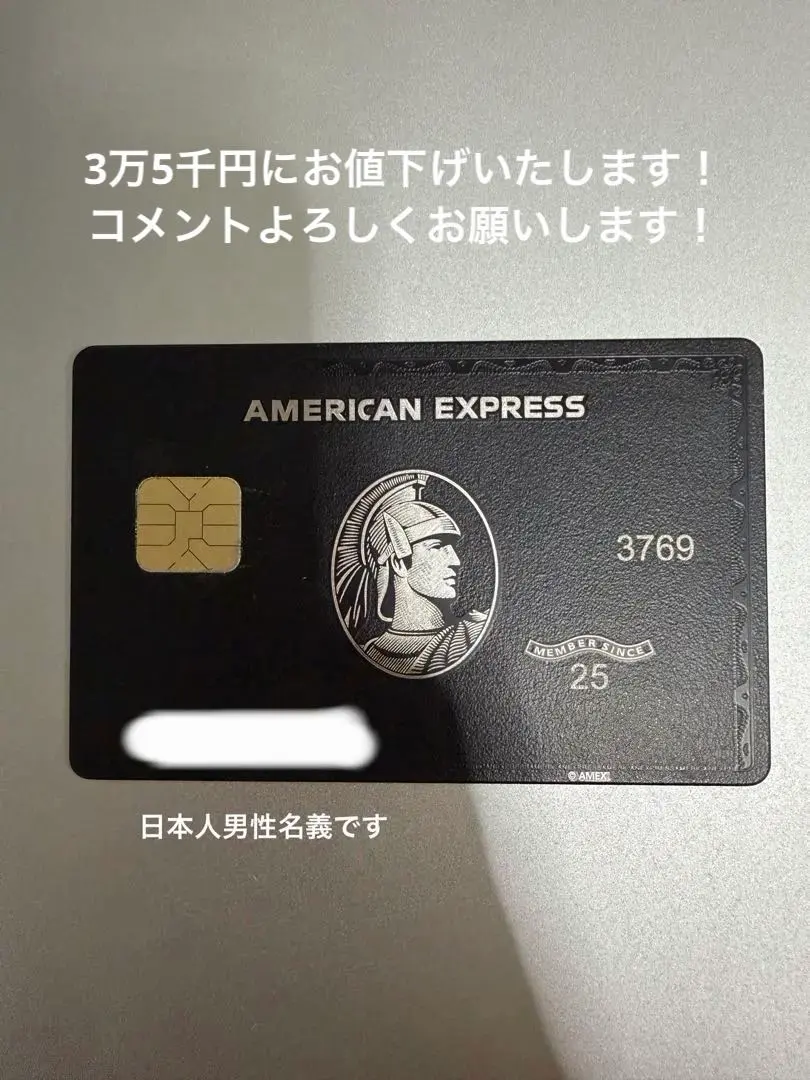 3万5千円にお値下げいたします！
コメントよろしくお願いします！
AMERICAN EXPRESS
3769
MEMBER SINCE
25
© AMEX
日本人男性名義です